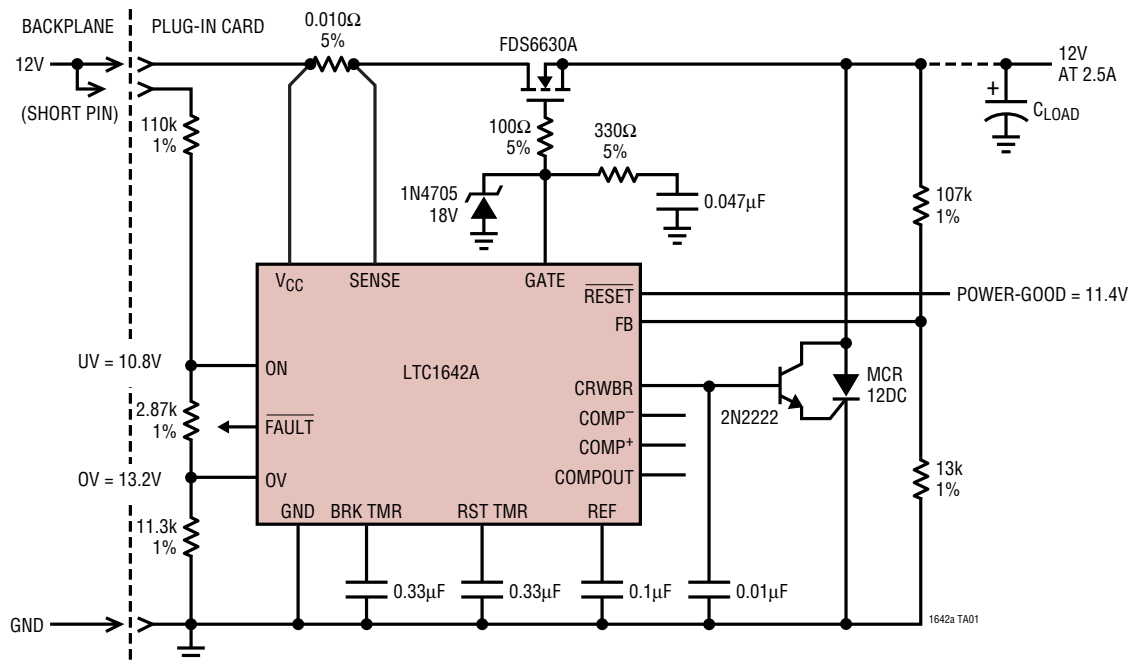 BACKPLANE
PLUG-IN CARD
0.010Ω
5%
FDS6630A
12V
12V
AT 2.5A
(SHORT PIN)
+
CLOAD
110k
1%
100Ω
5%
330Ω
5%
1N4705
18V
0.047µF
107k
1%
VCC
SENSE
GATE
RESET
POWER-GOOD = 11.4V
FB
UV = 10.8V
ON
LTC1642A
CRWBR
MCR
12DC
2.87k
1%
FAULT
COMP–
2N2222
COMP+
OV = 13.2V
OV
COMPOUT
13k
1%
GND
BRK TMR
RST TMR
REF
11.3k
1%
0.33µF
0.33µF
0.1µF
0.01µF
GND
1642a TA01